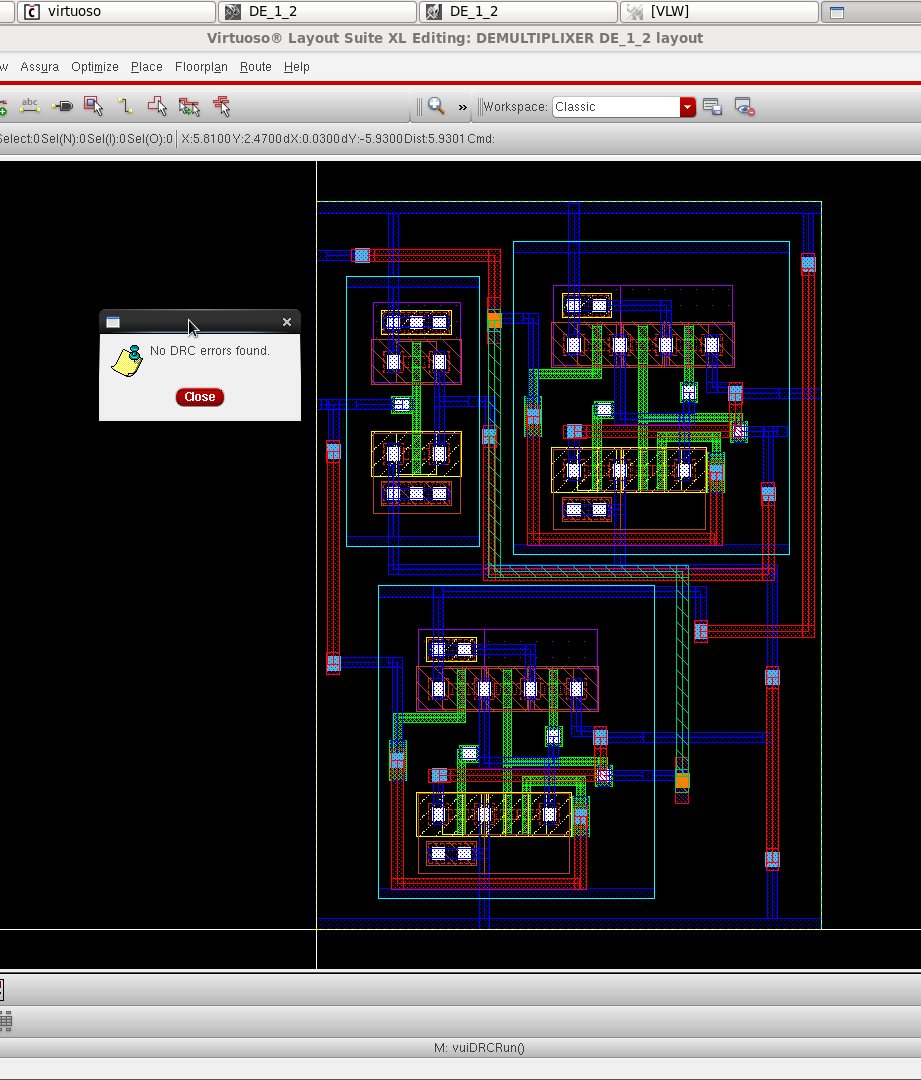 virtuoso DE_1_2 DE_1_2 [VLW]
Virtuoso® Layout Suite XL Editing: DEMULTIPLIXER DE_1_2 layout
w Assura Optimize Place Floorplan Route Help
abc » Workspace: Classic
Select:0 Sel(N):0 Sel(I):0 Sel(O):0 X:5.8100 Y:2.4700 dX:0.0300 dY:-5.9300 Dist:5.9301 Cmd:
No DRC errors found.
Close
M: vuiDRCRun()